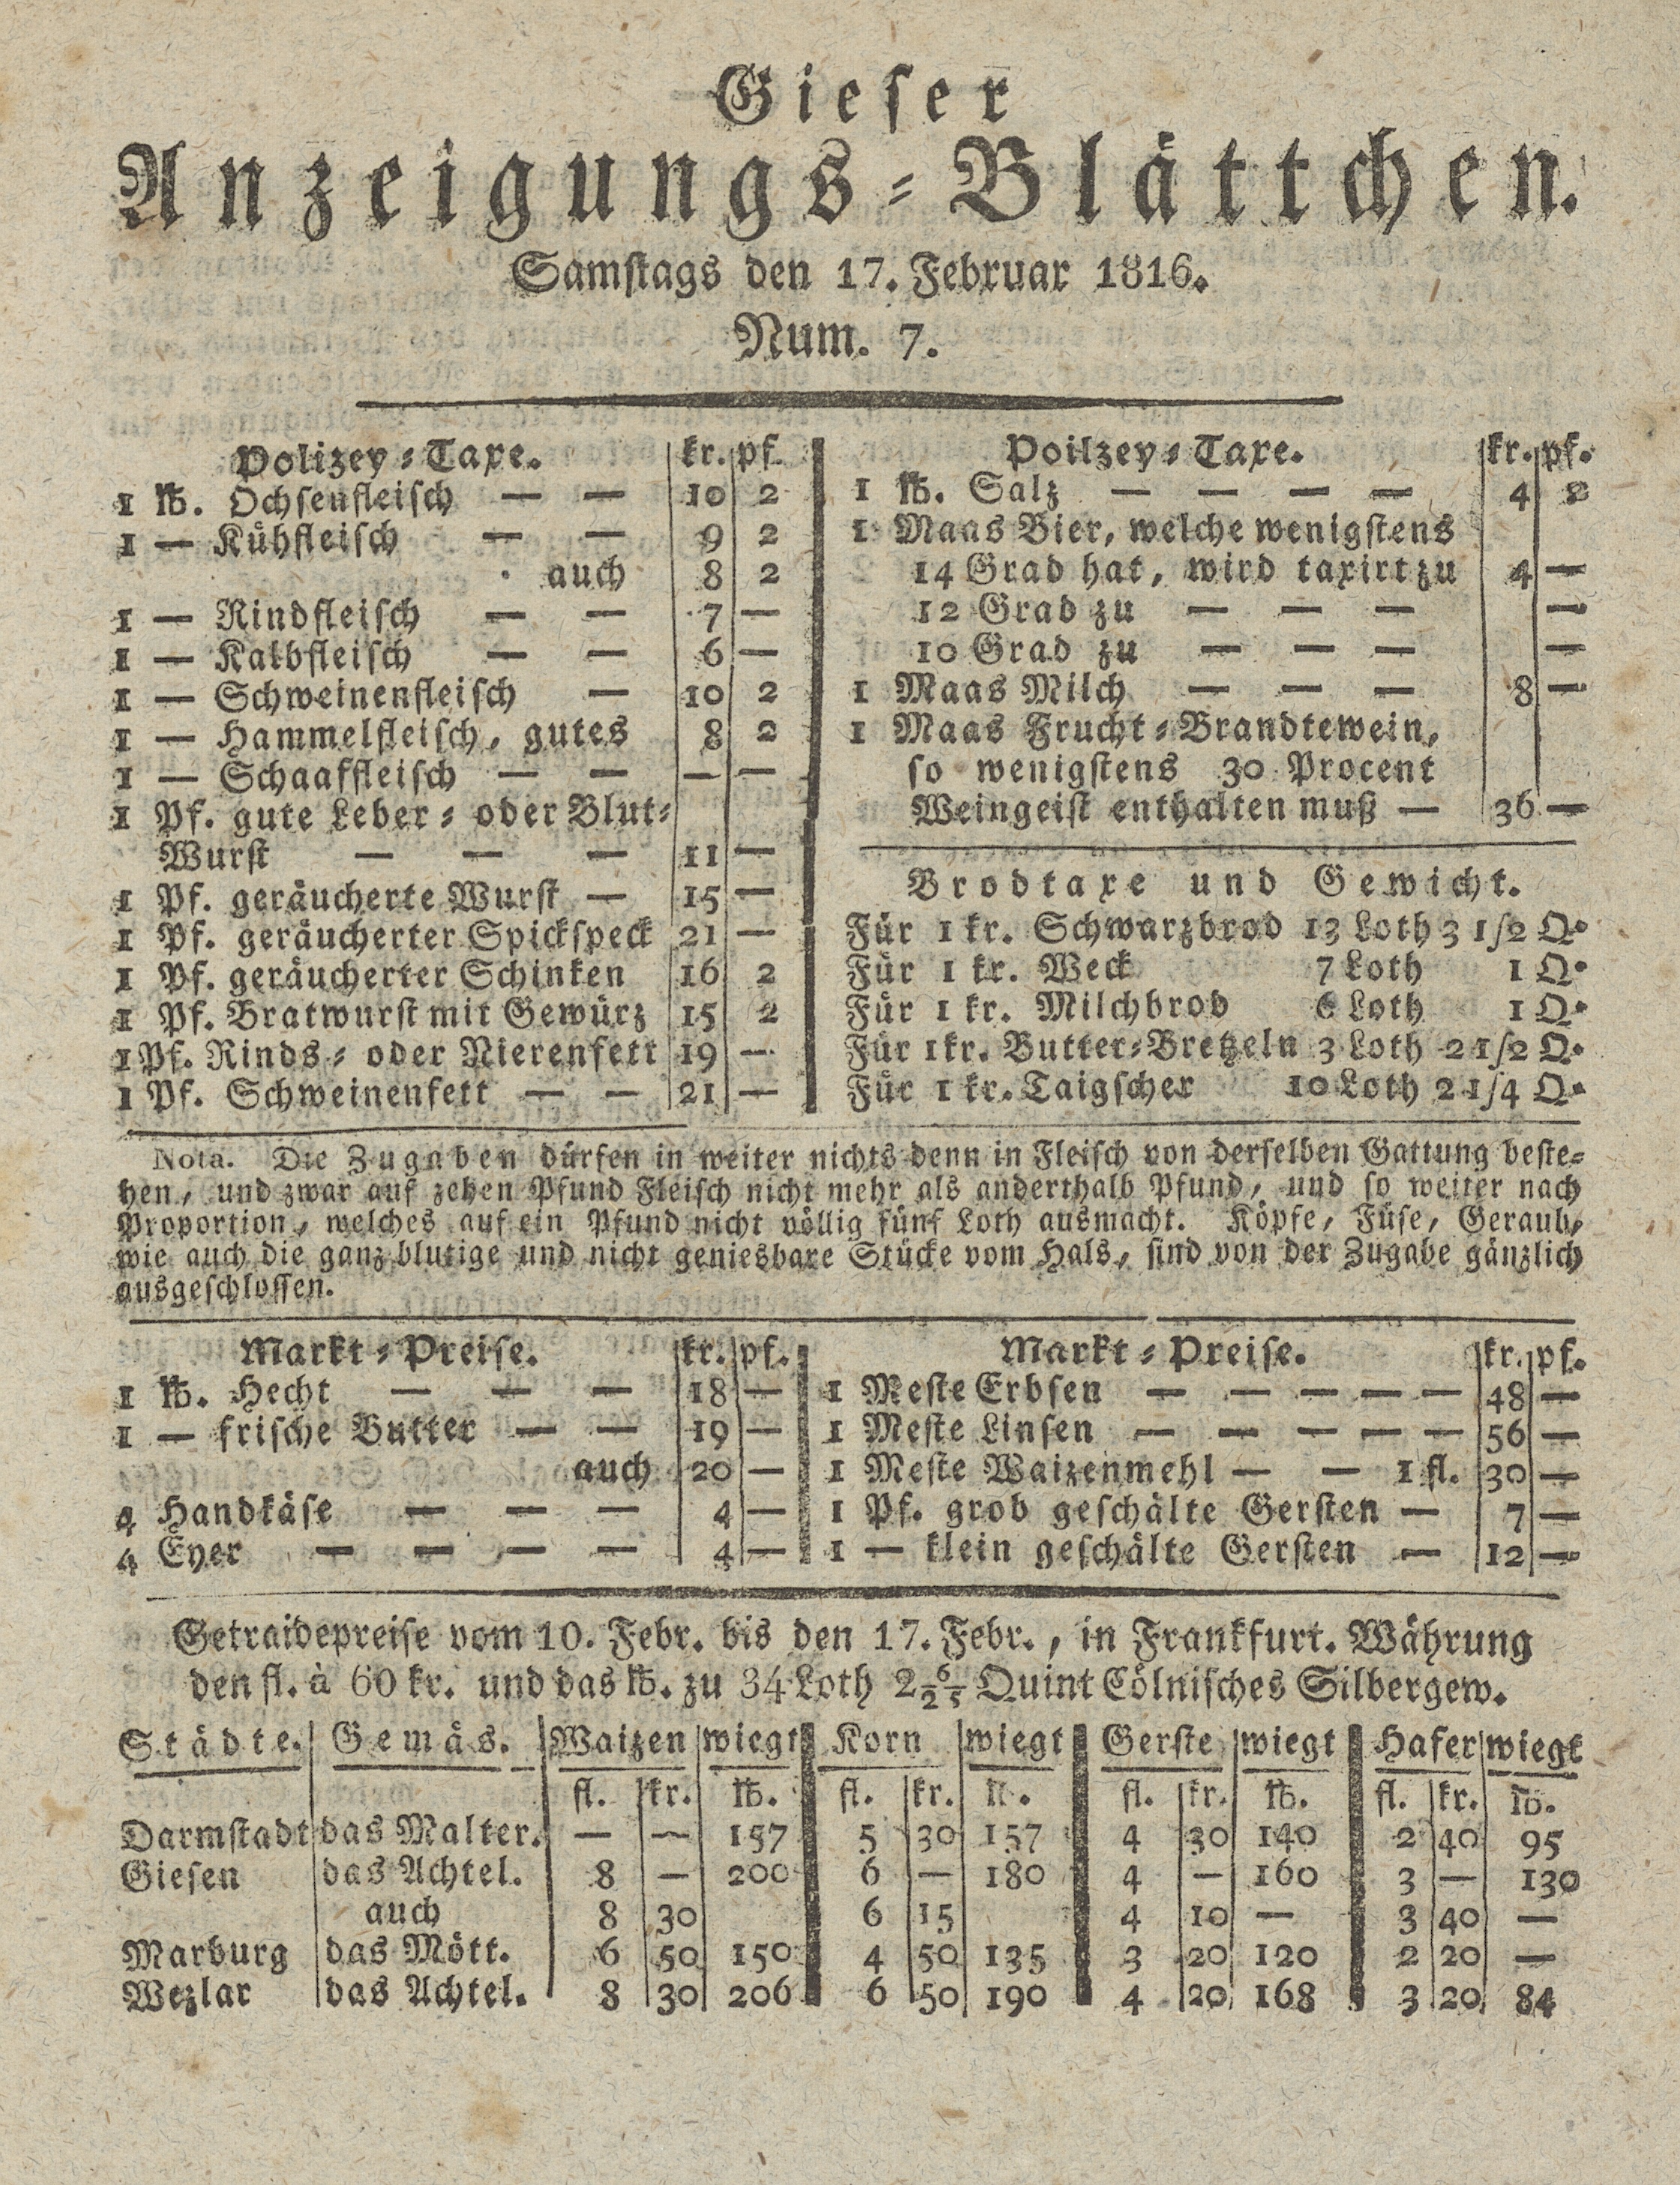 Gieser
Anzeigungs-Blättchen.
Samstags den 17. Februar 1816.
Num. 7.
Polizey-Taxe. kr. pf.
1 ℔. Ochsenfleisch — — 10 2
1 — Kühfleisch — — 9 2
auch 8 2
1 — Rindfleisch — — 7 —
1 — Kalbfleisch — — 6 —
1 — Schweinenfleisch — 10 2
1 — Hammelfleisch, gutes 8 2
1 — Schaaffleisch — — — —
1 Pf. gute Leber- oder Blut-
Wurst — — — 11 —
1 Pf. geräucherte Wurst — 15 —
1 Pf. geräucherter Spickspeck 21 —
1 Pf. geräucherter Schinken 16 2
1 Pf. Bratwurst mit Gewürz 15 2
1 Pf. Rinds- oder Nierenfett 19 —
1 Pf. Schweinenfett — — 21 —
Poilzey-Taxe. kr. pf.
1 ℔. Salz — — — — 4 2
1 Maas Bier, welche wenigstens
14 Grad hat, wird taxirt zu 4 —
12 Grad zu — — — —
10 Grad zu — — — —
1 Maas Milch — — — 8 —
1 Maas Frucht-Brandtewein,
so wenigstens 30 Procent
Weingeist enthalten muß — 36 —
Brodtaxe und Gewicht.
Für 1 kr. Schwarzbrod 13 Loth 3 1/2 Q.
Für 1 kr. Weck 7 Loth 1 Q.
Für 1 kr. Milchbrod 6 Loth 1 Q.
Für 1 kr. Butter-Bretzeln 3 Loth 2 1/2 Q.
Für 1 kr. Taigscher 10 Loth 2 1/4 Q.
Nota. Die Zugaben dürfen in weiter nichts denn in Fleisch von derselben Gattung beste-
hen, und zwar auf zehen Pfund Fleisch nicht mehr als anderthalb Pfund, und so weiter nach
Proportion, welches auf ein Pfund nicht völlig fünf Loth ausmacht. Köpfe, Füse, Geraub,
wie auch die ganz blutige und nicht geniesbare Stücke vom Hals, sind von der Zugabe gänzlich
ausgeschlossen.
Markt-Preise. kr. pf.
1 ℔. Hecht — — — 18 —
1 — frische Butter — — 19 —
auch 20 —
4 Handkäse — — — 4 —
4 Eyer — — — — 4 —
Markt-Preise. kr. pf.
1 Meste Erbsen — — — — — 48 —
1 Meste Linsen — — — — — 56 —
1 Meste Waizenmehl — — 1 fl. 30 —
1 Pf. grob geschälte Gersten — 7 —
1 — klein geschälte Gersten — 12 —
Getraidepreise vom 10. Febr. bis den 17. Febr., in Frankfurt. Währung
den fl. à 60 kr. und das ℔. zu 34 Loth 2 6/25 Quint Cölnisches Silbergew.
Städte. Gemäs. Waizen wiegt Korn wiegt Gerste wiegt Hafer wiegt
fl. kr. ℔. fl. kr. ℔. fl. kr. ℔. fl. kr. ℔.
Darmstadt das Malter. — — 157 5 30 157 4 30 140 2 40 95
Giesen das Achtel. 8 — 200 6 — 180 4 — 160 3 — 130
auch 8 30 6 15 4 10 — 3 40 —
Marburg das Mött. 6 50 150 4 50 135 3 20 120 2 20 —
Wezlar das Achtel. 8 30 206 6 50 190 4 20 168 3 20 84